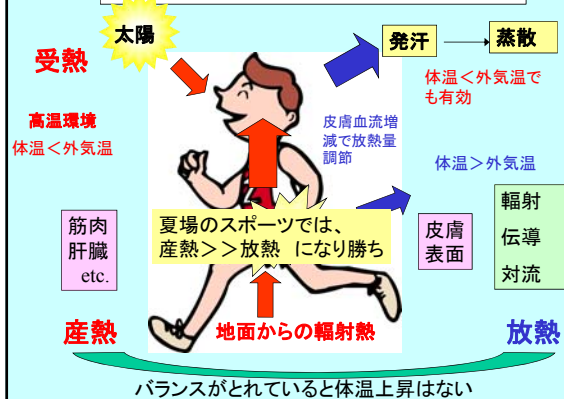 太陽
受熱
発汗
蒸散
体温＜外気温で
も有効
高温環境
体温＜外気温
皮膚血流増
減で放熱量
調節
体温＞外気温
筋肉
肝臓
etc.
夏場のスポーツでは、
産熱＞＞放熱　になり勝ち
皮膚
表面
輻射
伝導
対流
産熱
地面からの輻射熱
放熱
バランスがとれていると体温上昇はない